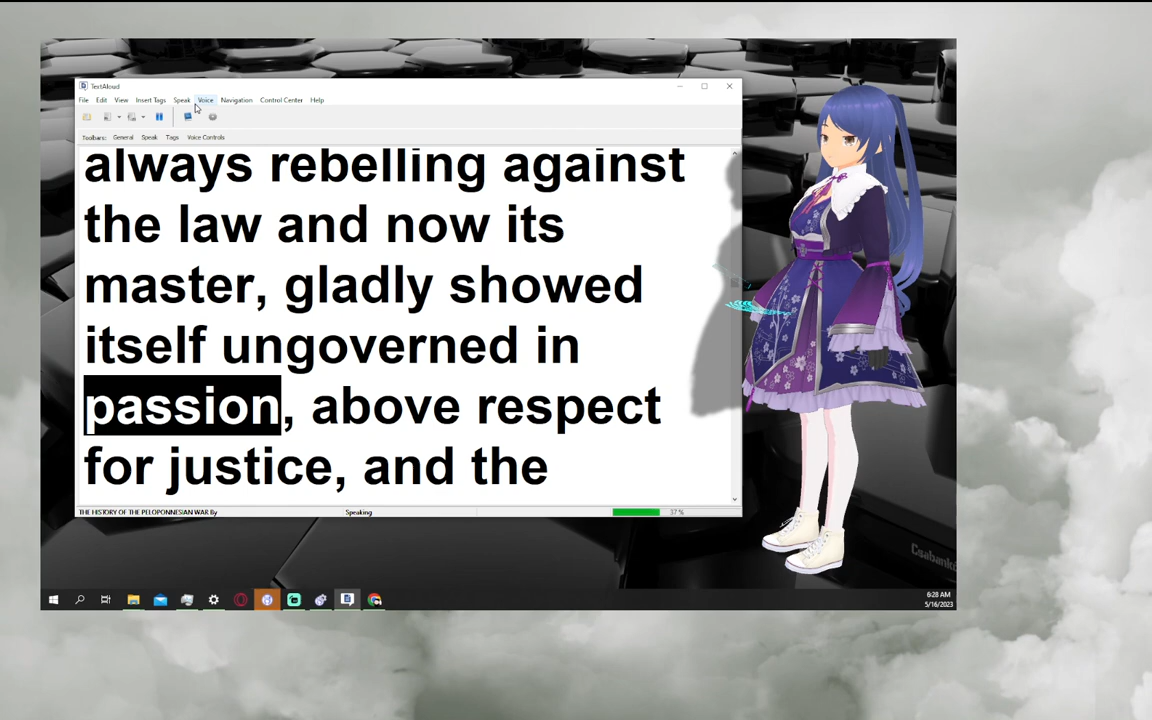 TextAloud
File Edit View Insert Tags Speak Voice Navigation Control Center Help
Toolbars: General Speak Tags Voice Controls
always rebelling against
the law and now its
master, gladly showed
itself ungoverned in
passion, above respect
for justice, and the
THE HISTORY OF THE PELOPONNESIAN WAR By Speaking 37 %
Csabank
6:28 AM
5/16/2023